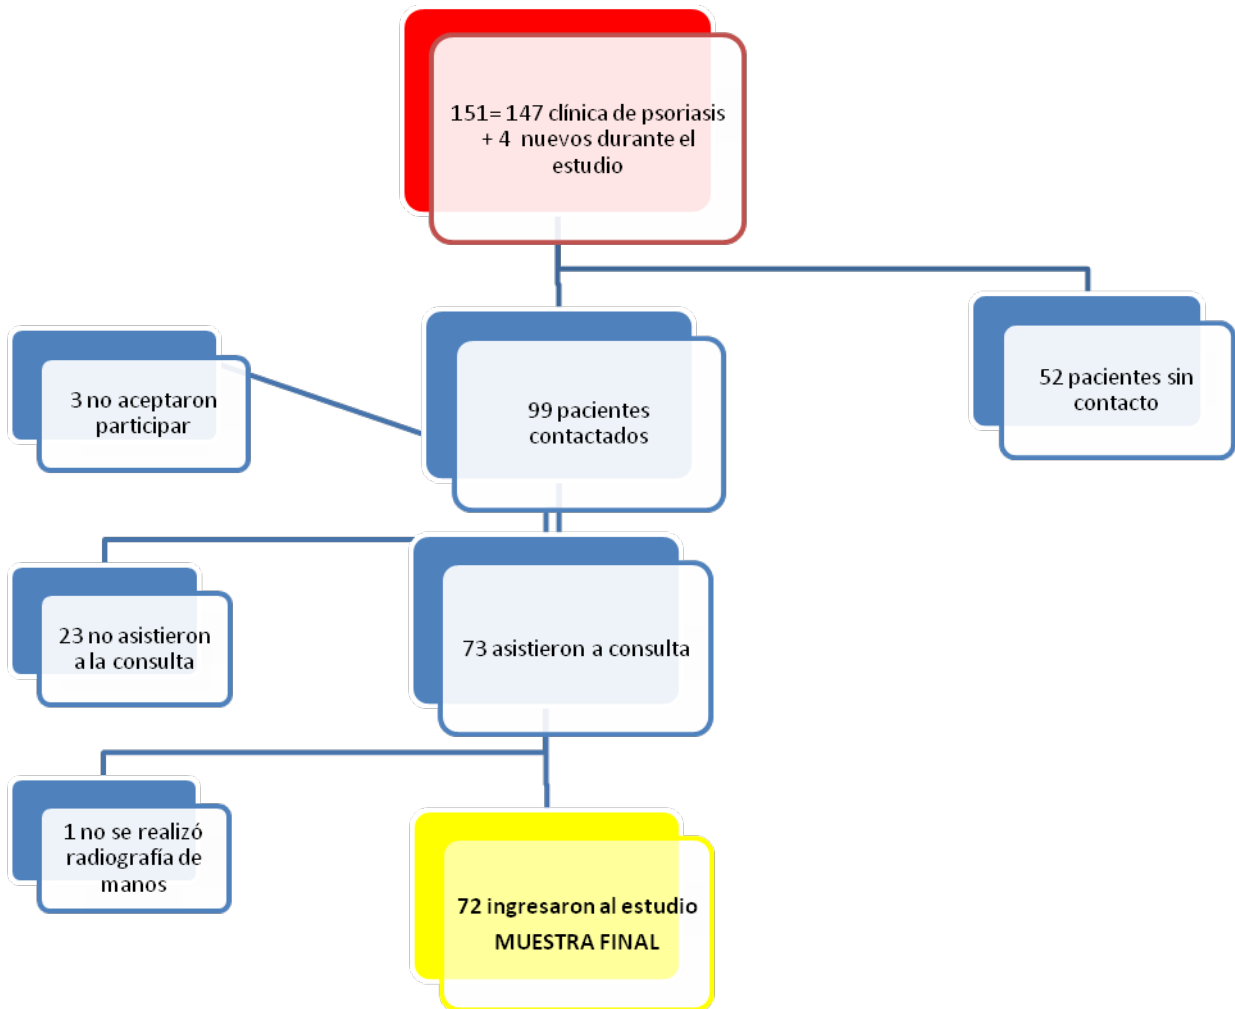 151= 147 clínica de psoriasis
+ 4  nuevos durante el
estudio
52 pacientes sin
contacto
3 no aceptaron
participar
99 pacientes
contactados
23 no asistieron
a la consulta
73 asistieron a consulta
1 no se realizó
radiografía de
manos
72 ingresaron al estudio
MUESTRA FINAL